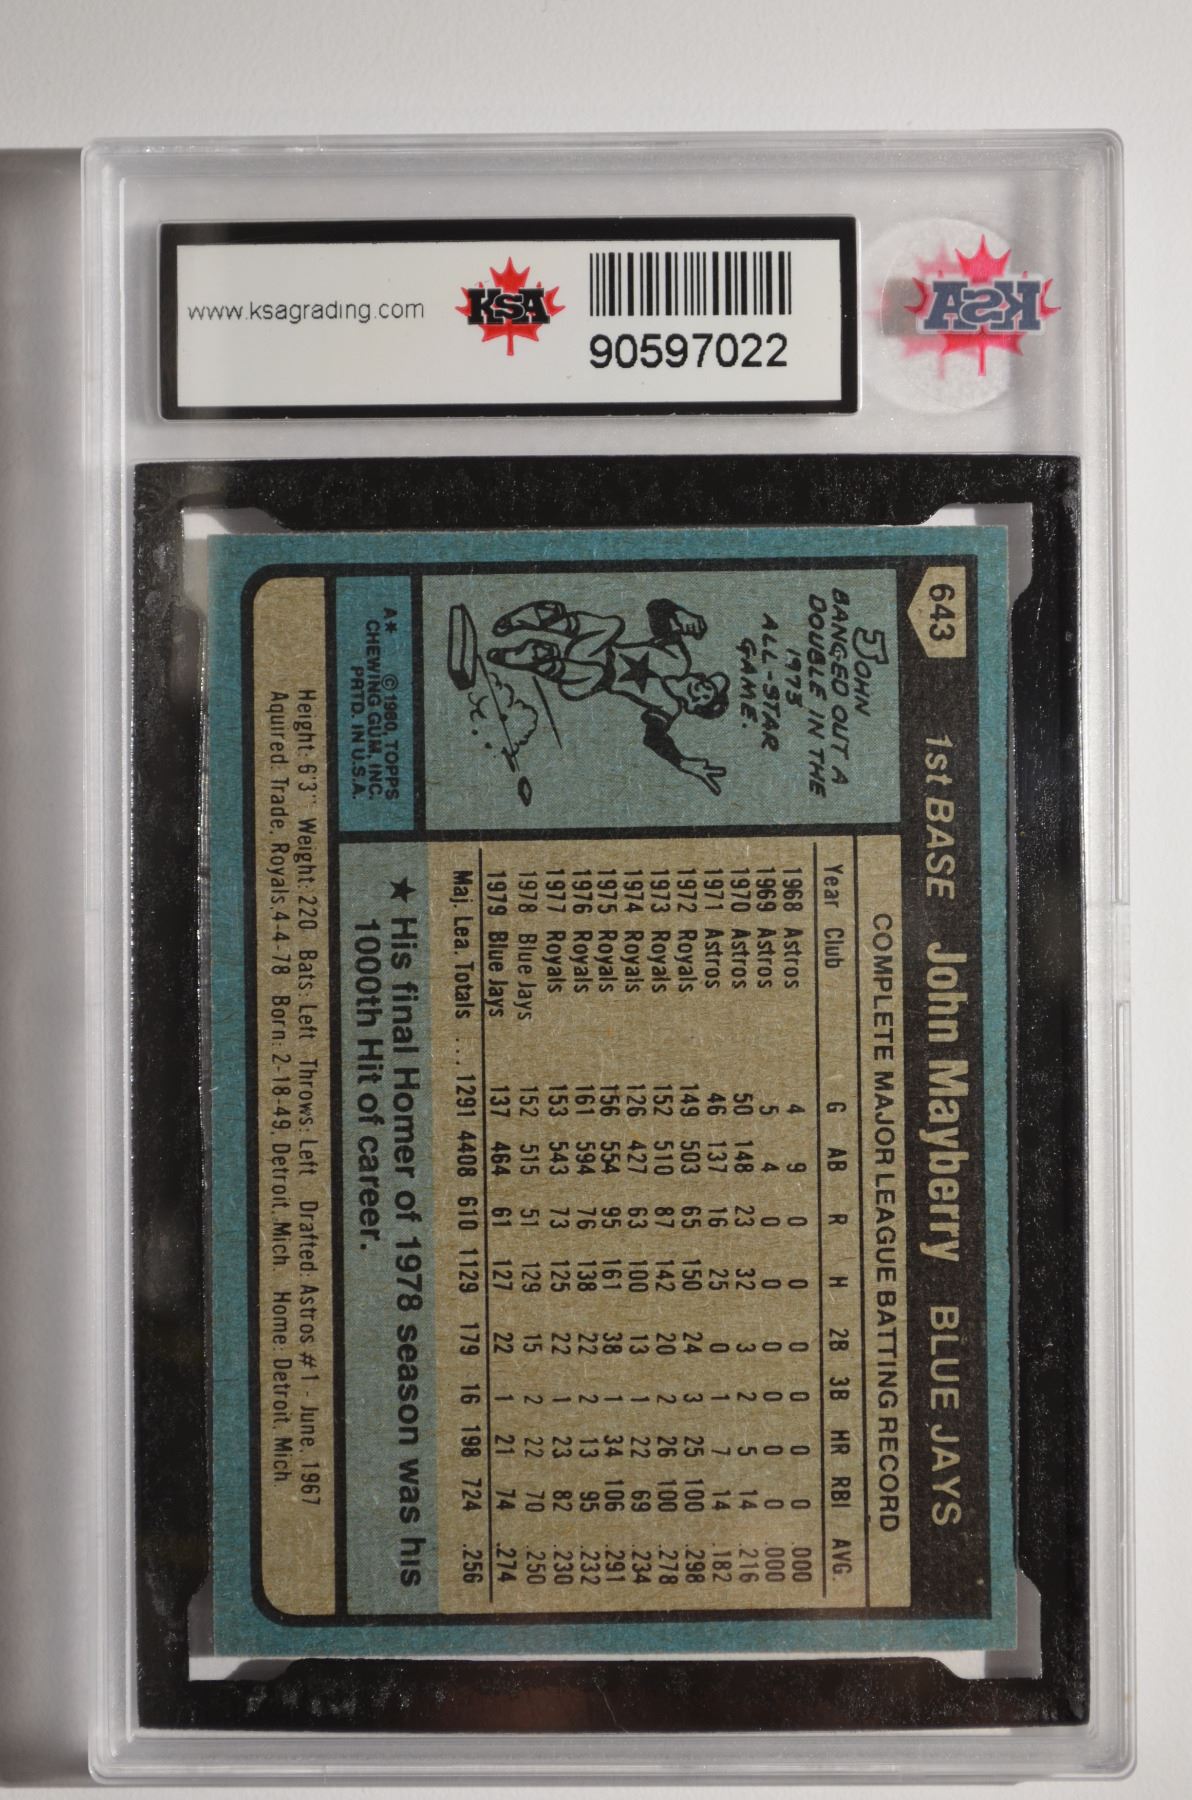 www.ksagrading.com
KSA
90597022
KSA
643 1st BASE John Mayberry BLUE JAYS
JOHN
BANGED OUT A
DOUBLE IN THE
1973
ALL-STAR
GAME.
A* © 1980, TOPPS
CHEWING GUM, INC.
PRTD. IN U.S.A.
COMPLETE MAJOR LEAGUE BATTING RECORD
Year Club G AB R H 2B 3B HR RBI AVG.
1968 Astros 4 9 0 0 0 0 0 0 .000
1969 Astros 5 4 0 0 0 0 0 0 .000
1970 Astros 50 148 23 32 3 2 5 14 .216
1971 Astros 46 137 16 25 0 1 7 14 .182
1972 Royals 149 503 65 150 24 3 25 100 .298
1973 Royals 152 510 87 142 20 2 26 100 .278
1974 Royals 126 427 63 100 13 1 22 69 .234
1975 Royals 156 554 95 161 38 1 34 106 .291
1976 Royals 161 594 76 138 22 2 13 95 .232
1977 Royals 153 543 73 125 22 1 23 82 .230
1978 Blue Jays 152 515 51 129 15 2 22 70 .250
1979 Blue Jays 137 464 61 127 22 1 21 74 .274
Maj. Lea. Totals ... 1291 4408 610 1129 179 16 198 724 .256
★ His final Homer of 1978 season was his
1000th Hit of career.
Height: 6'3" Weight: 220 Bats: Left Throws: Left Drafted: Astros #1 - June, 1967
Aquired: Trade, Royals, 4-4-78 Born: 2-18-49, Detroit, Mich. Home: Detroit, Mich.